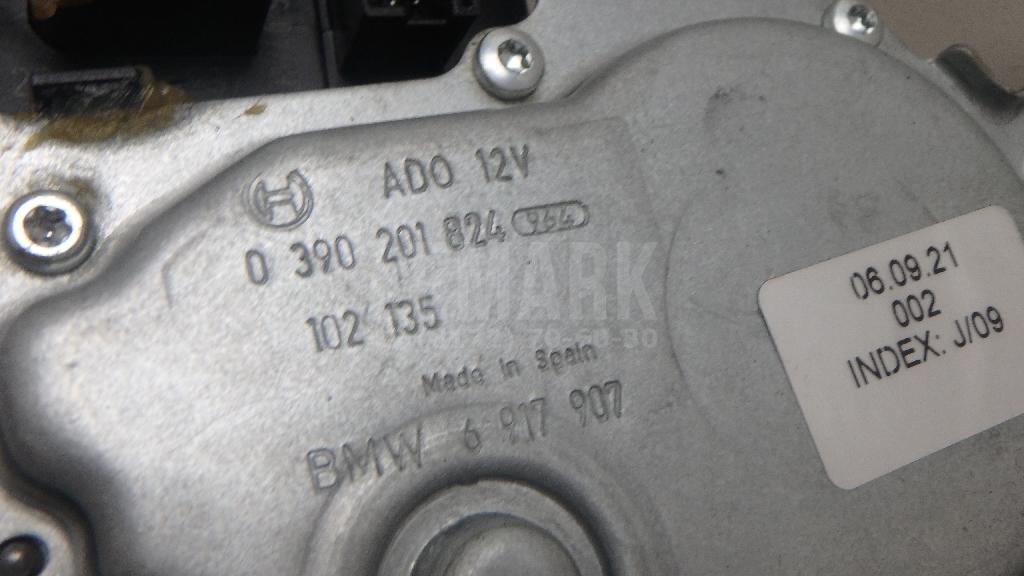 ADO 12V
0 390 201 824 964
102 135
Made in Spain
BMW 6 917 907
06.09.21
002
INDEX: J/09